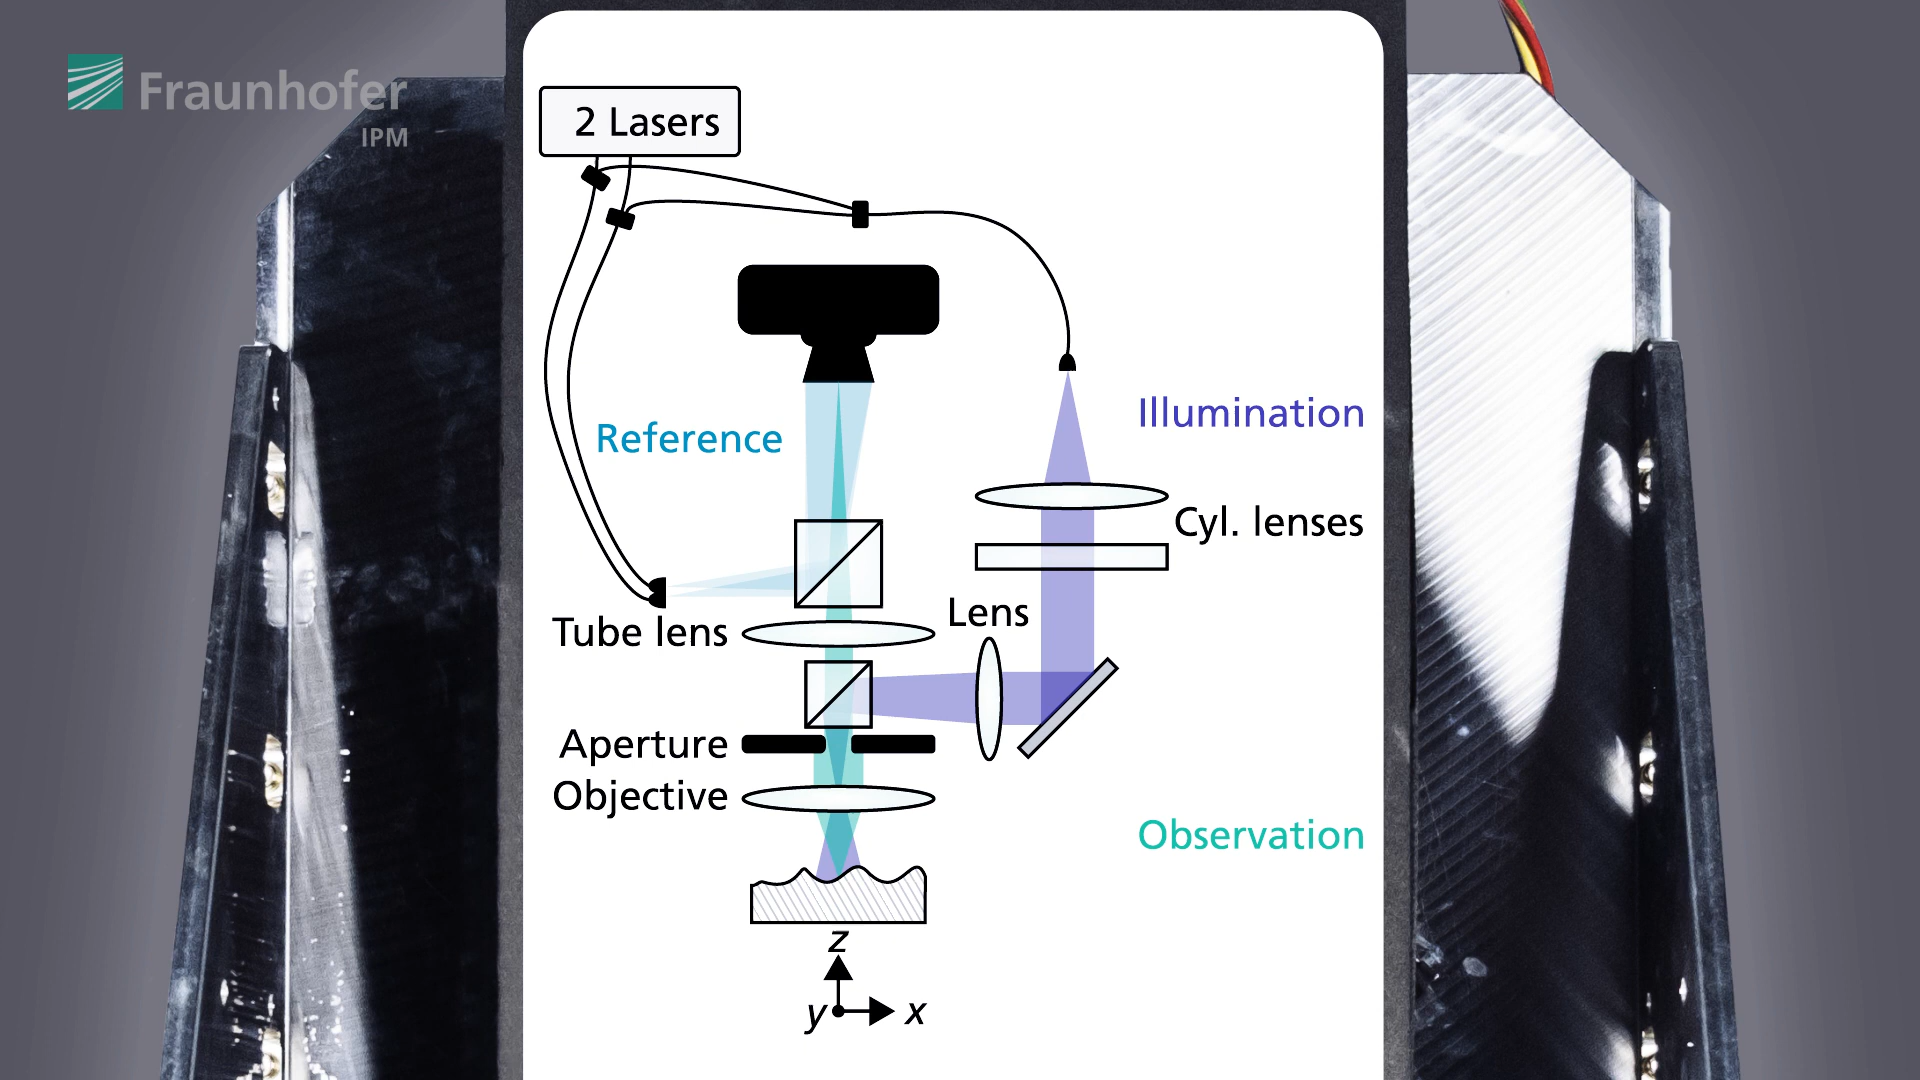 Fraunhofer
IPM
2 Lasers
Reference
Illumination
Cyl. lenses
Lens
Tube lens
Aperture
Objective
Observation
z
y
x